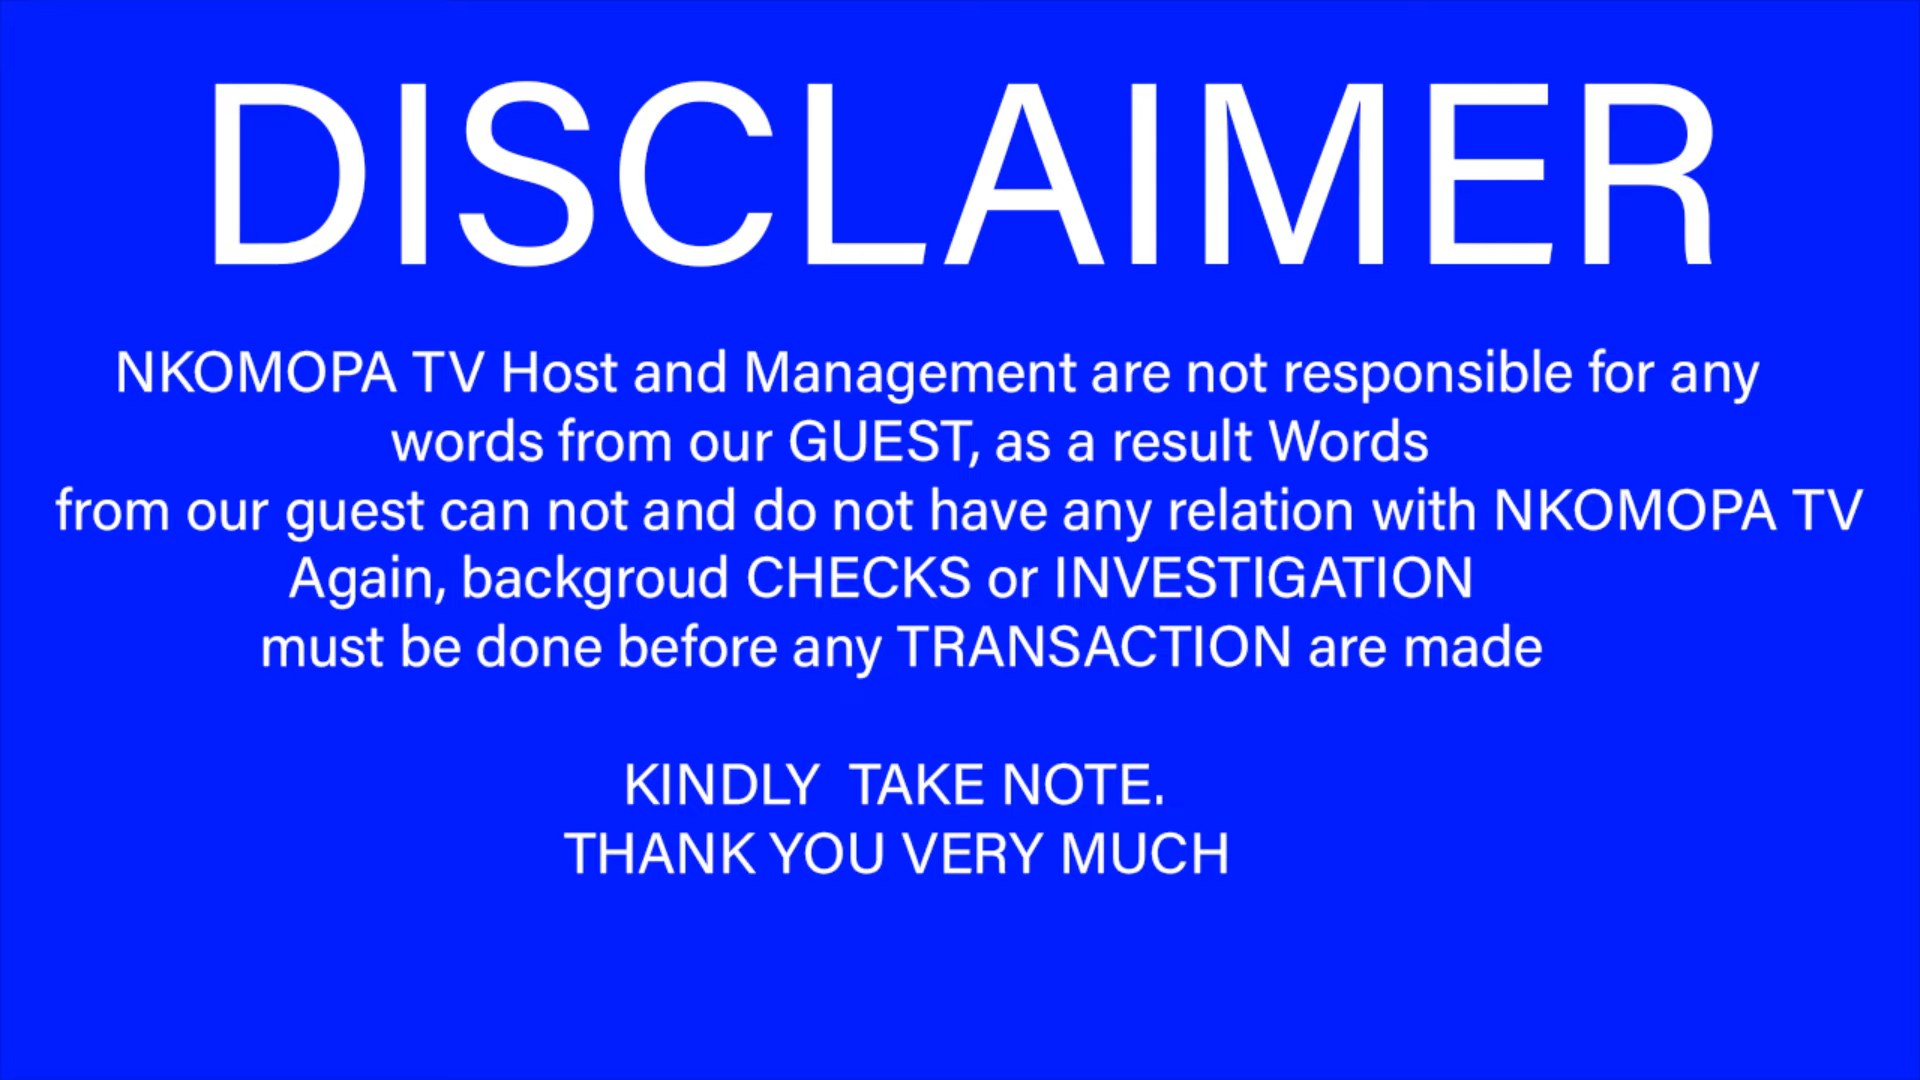 DISCLAIMER
NKOMOPA TV Host and Management are not responsible for any
words from our GUEST, as a result Words
from our guest can not and do not have any relation with NKOMOPA TV
Again, backgroud CHECKS or INVESTIGATION
must be done before any TRANSACTION are made
KINDLY TAKE NOTE.
THANK YOU VERY MUCH